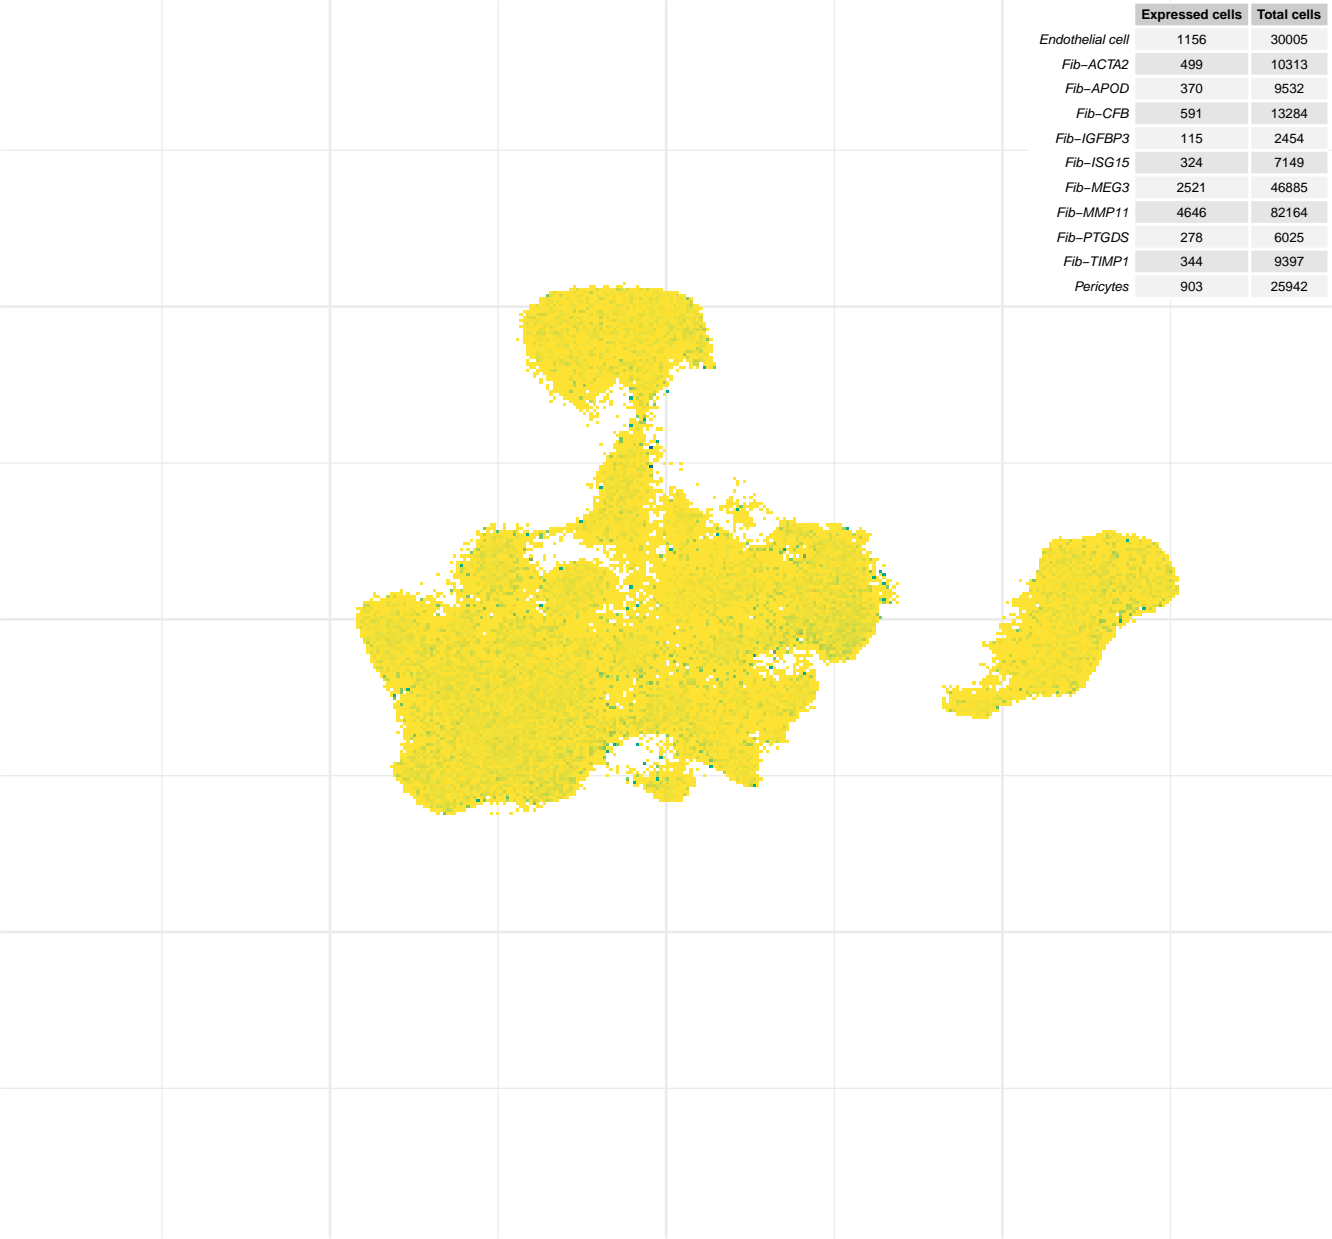 Expressed cells Total cells
Endothelial cell 1156 30005
Fib−ACTA2 499 10313
Fib−APOD 370 9532
Fib−CFB 591 13284
Fib−IGFBP3 115 2454
Fib−ISG15 324 7149
Fib−MEG3 2521 46885
Fib−MMP11 4646 82164
Fib−PTGDS 278 6025
Fib−TIMP1 344 9397
Pericytes 903 25942